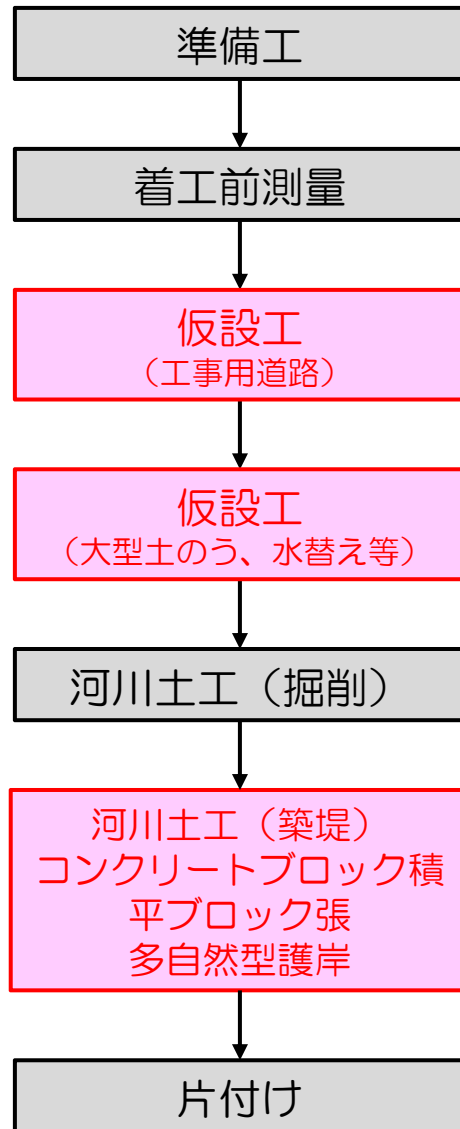 準備工
着工前測量
仮設工
（工事用道路）
仮設工
（大型土のう、水替え等）
河川土工（掘削）
河川土工（築堤）
コンクリートブロック積
平ブロック張
多自然型護岸
片付け